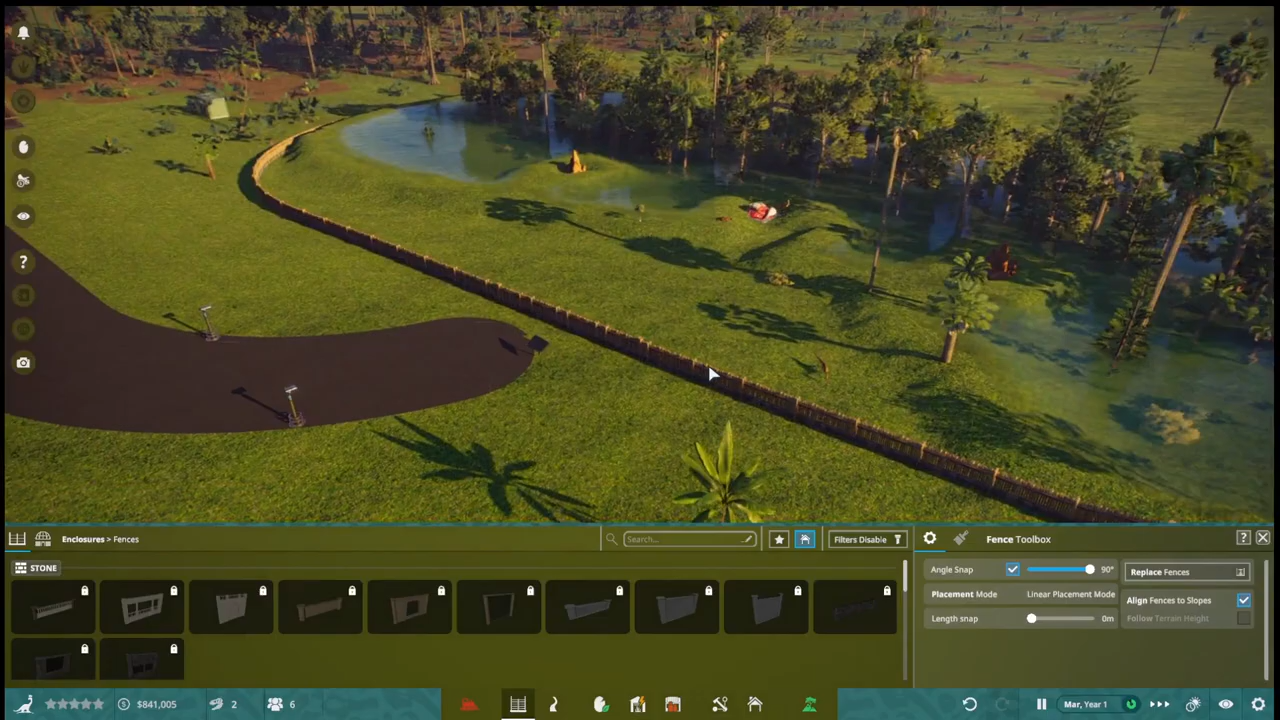 Enclosures > Fences
Search...
Filters Disable
Fence Toolbox
?
STONE
Angle Snap
90°
Replace Fences
Placement Mode
Linear Placement Mode
Align Fences to Slopes
Length snap
0m
Follow Terrain Height
?
$841,005
2
6
Mar, Year 1